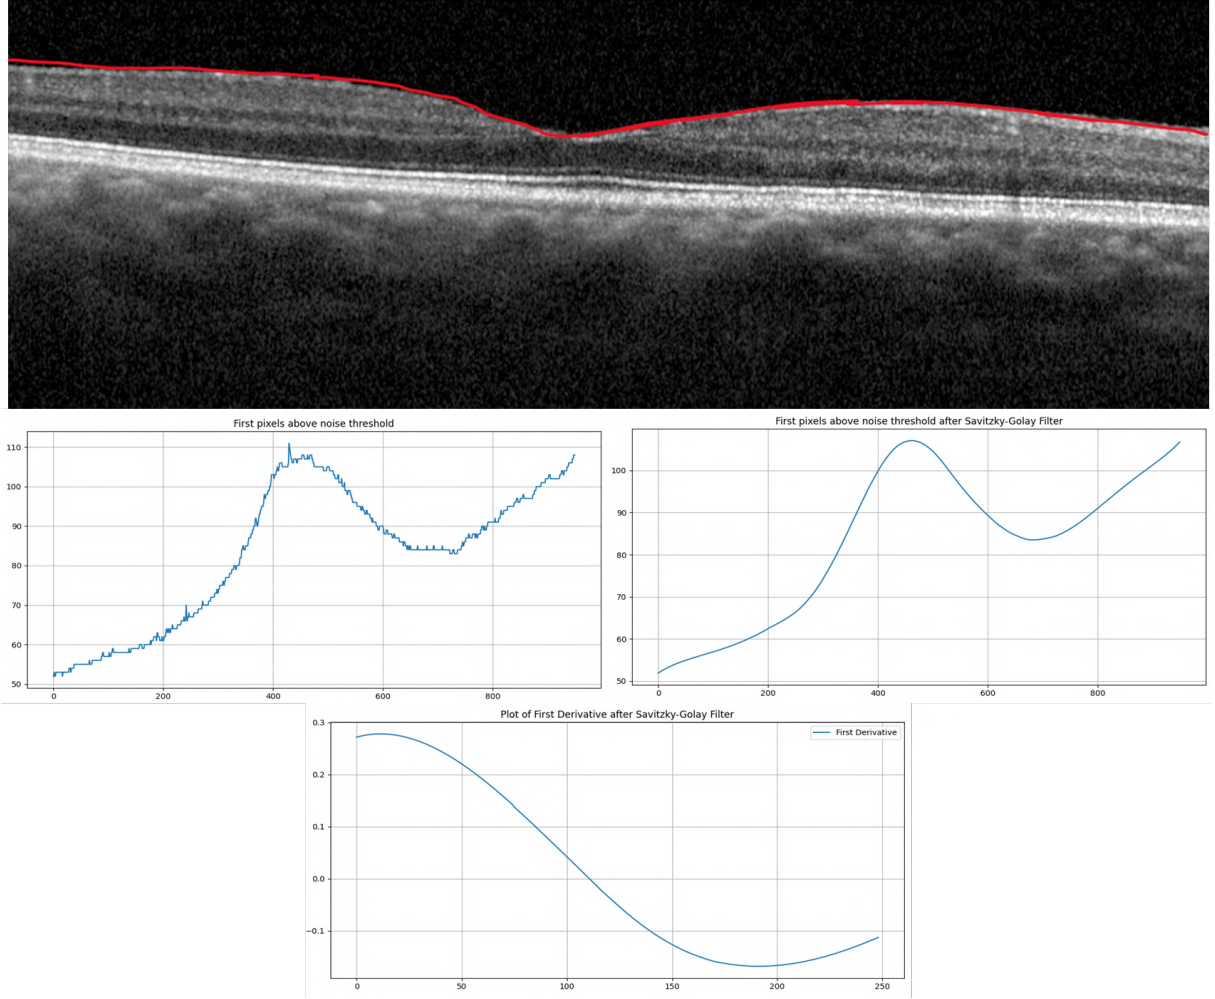 First pixels above noise threshold
110
100
90
80
70
60
50
0 200 400 600 800
First pixels above noise threshold after Savitzky-Golay Filter
100
90
80
70
60
50
0 200 400 600 800
Plot of First Derivative after Savitzky-Golay Filter
First Derivative
0.3
0.2
0.1
0.0
−0.1
0 50 100 150 200 250